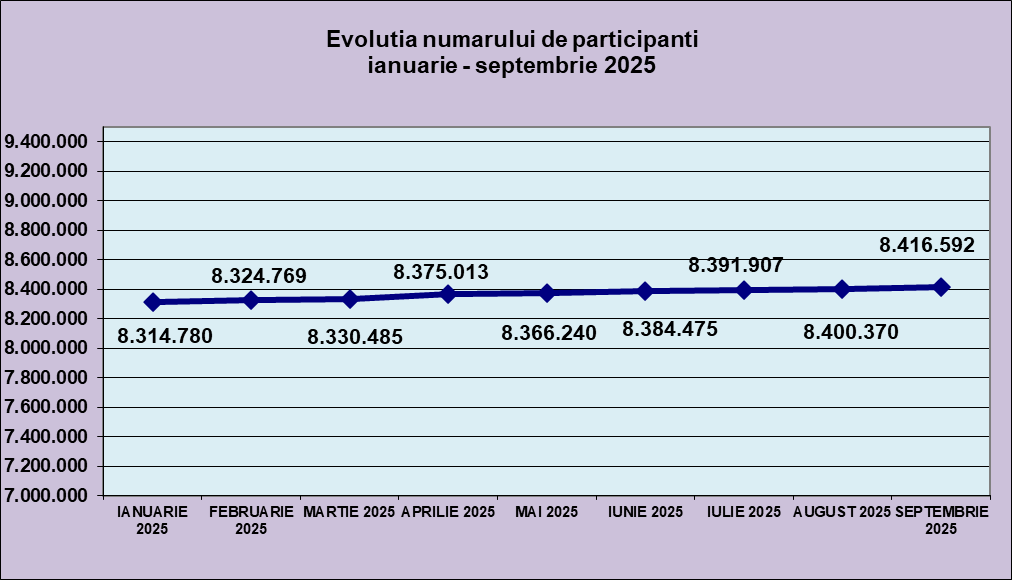 Evolutia numarului de participanti
ianuarie - septembrie 2025
9.400.000
9.200.000
9.000.000
8.800.000
8.600.000
8.400.000
8.200.000
8.000.000
7.800.000
7.600.000
7.400.000
7.200.000
7.000.000
8.314.780
8.324.769
8.330.485
8.375.013
8.366.240
8.384.475
8.391.907
8.400.370
8.416.592
IANUARIE
2025
FEBRUARIE
2025
MARTIE 2025
APRILIE 2025
MAI 2025
IUNIE 2025
IULIE 2025
AUGUST 2025
SEPTEMBRIE
2025